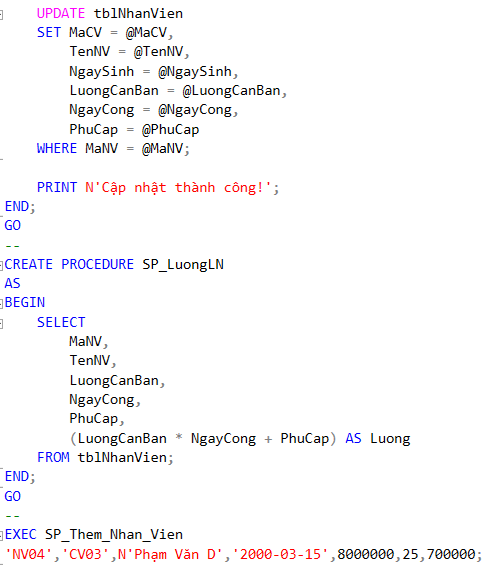 UPDATE tblNhanVien
SET MaCV = @MaCV,
TenNV = @TenNV,
NgaySinh = @NgaySinh,
LuongCanBan = @LuongCanBan,
NgayCong = @NgayCong,
PhuCap = @PhuCap
WHERE MaNV = @MaNV;
PRINT N'Cập nhật thành công!';
END;
GO
--
CREATE PROCEDURE SP_LuongLN
AS
BEGIN
SELECT
MaNV,
TenNV,
LuongCanBan,
NgayCong,
PhuCap,
(LuongCanBan * NgayCong + PhuCap) AS Luong
FROM tblNhanVien;
END;
GO
--
EXEC SP_Them_Nhan_Vien
'NV04','CV03',N'Phạm Văn D','2000-03-15',8000000,25,700000;